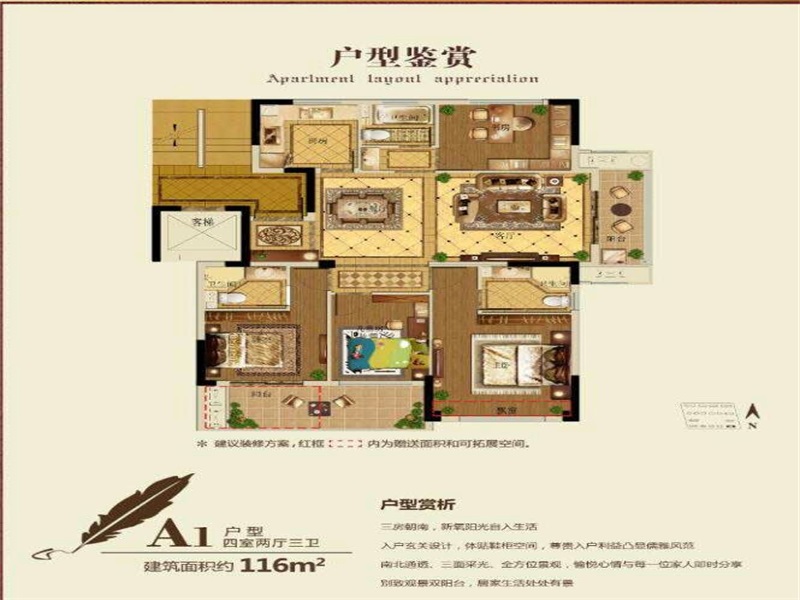 户型鉴赏
Apartment layout appreciation
卫生间
厨房
书房
客梯
客厅
阳台
卫生间
卫生间
主卧
阳台
飘窗
※ 建议装修方案,红框 内为赠送面积和可拓展空间。
N
A1 户型
四室两厅三卫
建筑面积约 116m²
户型赏析
三房朝南,新氧阳光台入生活
入户玄关设计,体贴鞋柜空间,尊贵入户利益凸显儒雅风范
南北通透、三面采光、全方位景观,愉悦心情与每一位家人即时分享
别致观景双阳台,居家生活处处有景